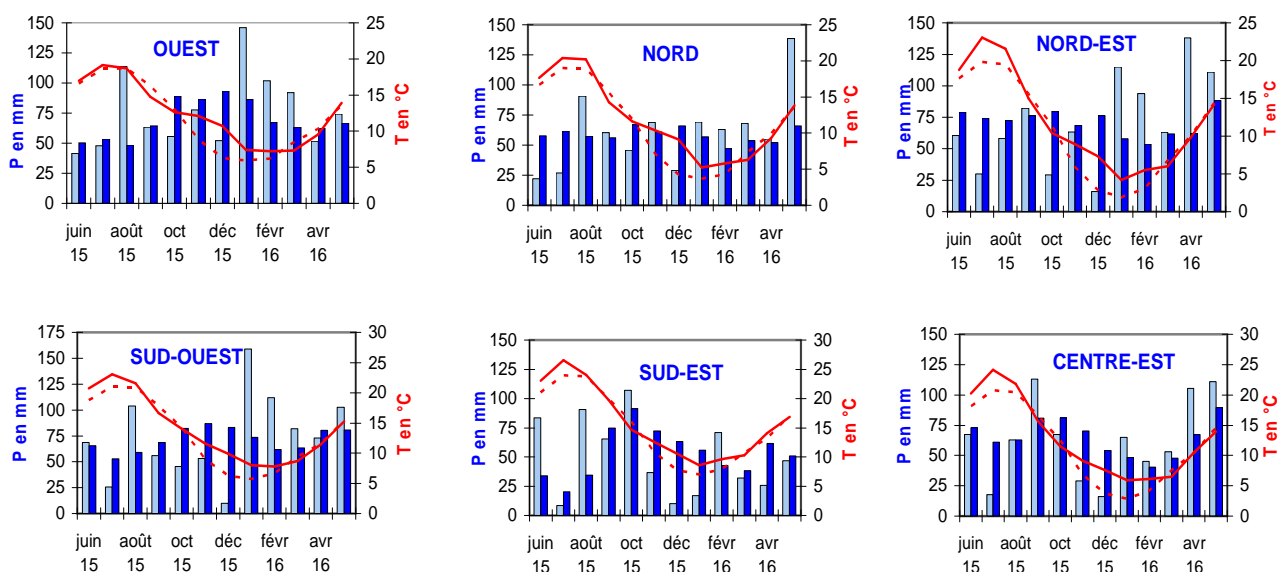 OUEST
P en mm
150
125
100
75
50
25
0
25
20
15
10
5
0
T en °C
juin août oct déc févr avr
15 15 15 15 16 16
NORD
P en mm
150
125
100
75
50
25
0
25
20
15
10
5
0
T en °C
juin août oct déc févr avr
15 15 15 15 16 16
NORD-EST
P en mm
150
125
100
75
50
25
0
25
20
15
10
5
0
T en °C
juin août oct déc févr avr
15 15 15 15 16 16
SUD-OUEST
P en mm
175
150
125
100
75
50
25
0
30
25
20
15
10
5
0
T en °C
juin août oct déc févr avr
15 15 15 15 16 16
SUD-EST
P en mm
150
125
100
75
50
25
0
30
25
20
15
10
5
0
T en °C
juin août oct déc févr avr
15 15 15 15 16 16
CENTRE-EST
P en mm
150
125
100
75
50
25
0
30
25
20
15
10
5
0
T en °C
juin août oct déc févr avr
15 15 15 15 16 16